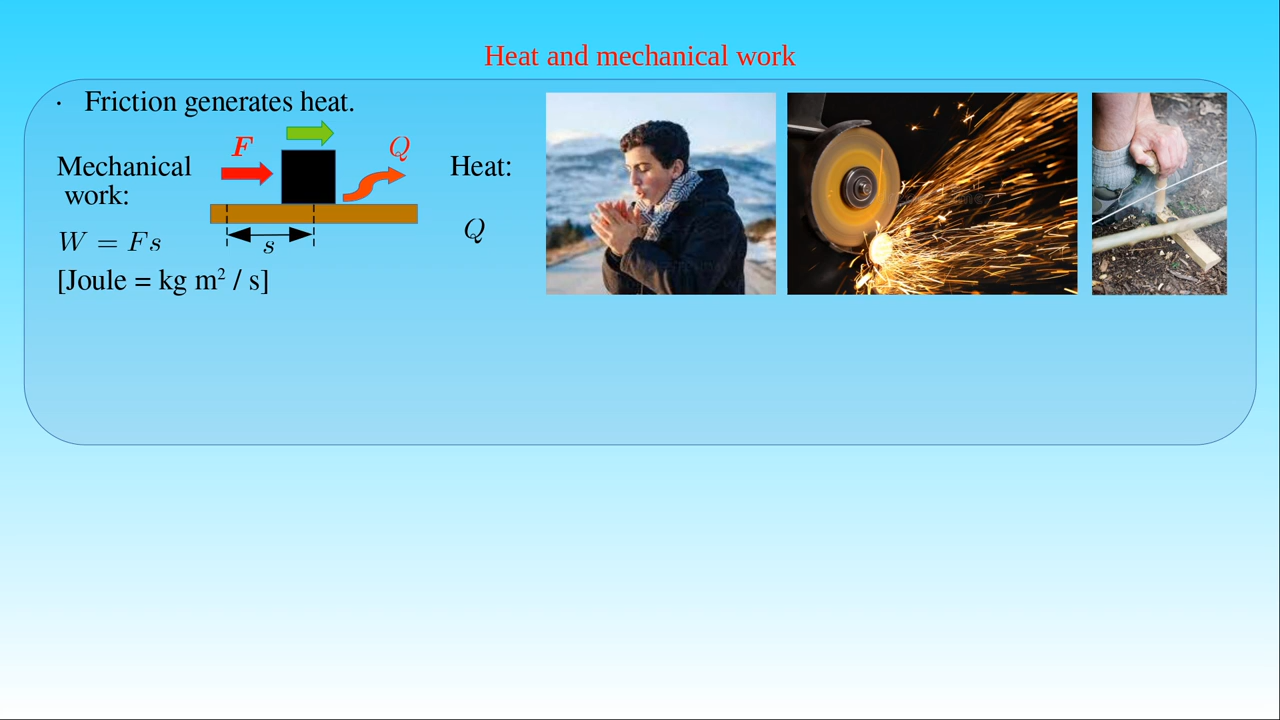 Heat and mechanical work
· Friction generates heat.
F
Q
Mechanical
work:
Heat:
W = Fs
s
Q
[Joule = kg m² / s]